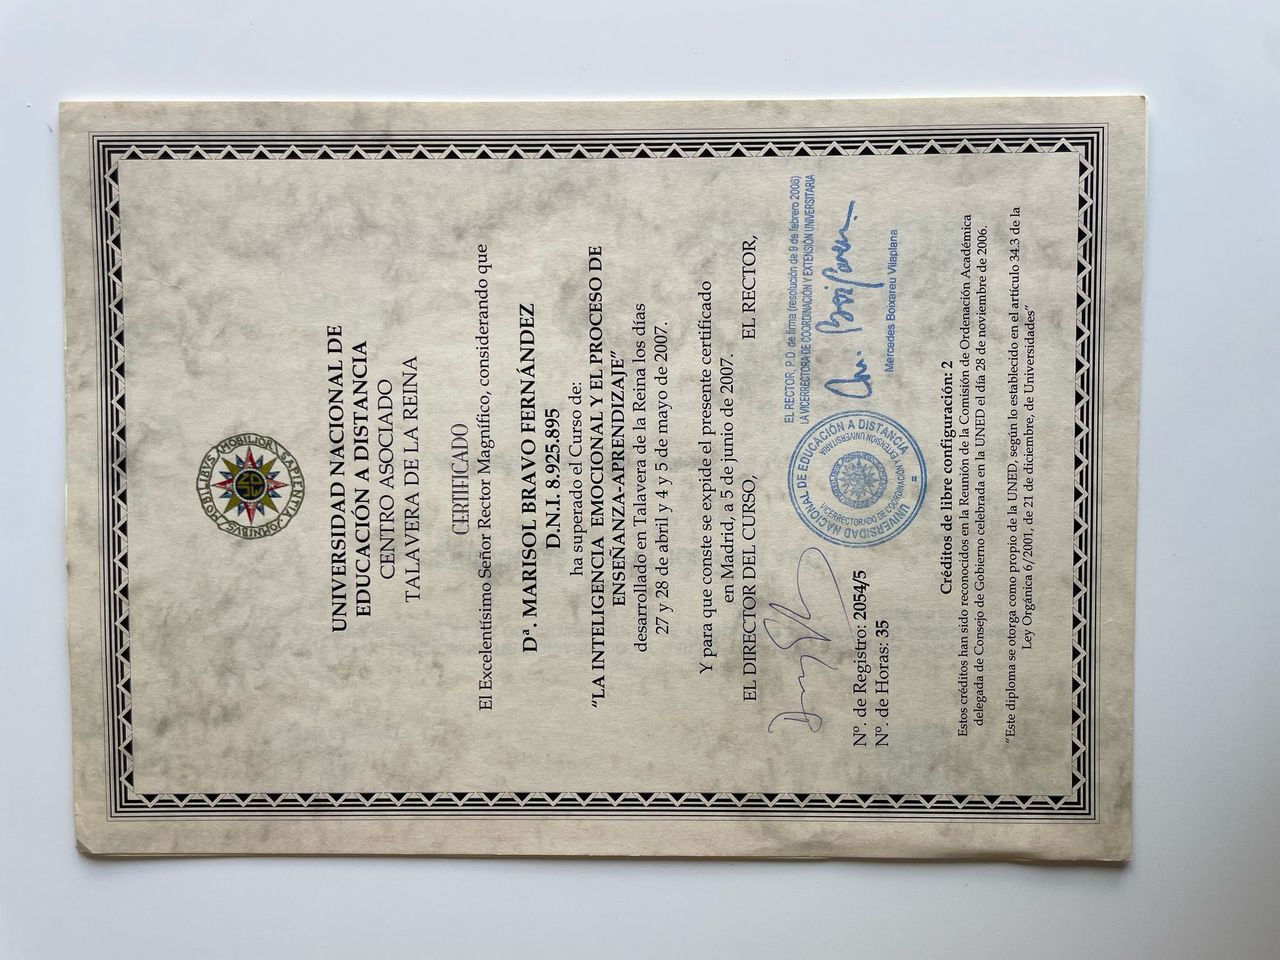 OMNIBVS MOBILIBVS MOBILIOR SAPIENTIA
UNIVERSIDAD NACIONAL DE
EDUCACIÓN A DISTANCIA
CENTRO ASOCIADO
TALAVERA DE LA REINA
CERTIFICADO
El Excelentísimo Señor Rector Magnífico, considerando que
Dª. MARISOL BRAVO FERNÁNDEZ
D.N.I. 8.925.895
ha superado el Curso de:
“LA INTELIGENCIA EMOCIONAL Y EL PROCESO DE
ENSEÑANZA-APRENDIZAJE”
desarrollado en Talavera de la Reina los días
27 y 28 de abril y 4 y 5 de mayo de 2007.
Y para que conste se expide el presente certificado
en Madrid, a 5 de junio de 2007.
EL DIRECTOR DEL CURSO,
EL RECTOR,
EL RECTOR, P.D. de firma (resolución de 9 de febrero 2006)
LA VICERRECTORA DE COORDINACIÓN Y EXTENSIÓN UNIVERSITARIA
Mercedes Boixareu Vilaplana
UNIVERSIDAD NACIONAL DE EDUCACIÓN A DISTANCIA
VICERRECTORADO DE COORDINACIÓN Y EXTENSIÓN UNIVERSITARIA
Nº. de Registro: 2054/5
Nº. de Horas: 35
Créditos de libre configuración: 2
Estos créditos han sido reconocidos en la Reunión de la Comisión de Ordenación Académica
delegada de Consejo de Gobierno celebrada en la UNED el día 28 de noviembre de 2006.
“Este diploma se otorga como propio de la UNED, según lo establecido en el artículo 34.3 de la
Ley Orgánica 6/2001, de 21 de diciembre, de Universidades”